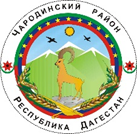 Чародинский район
Республика Дагестан